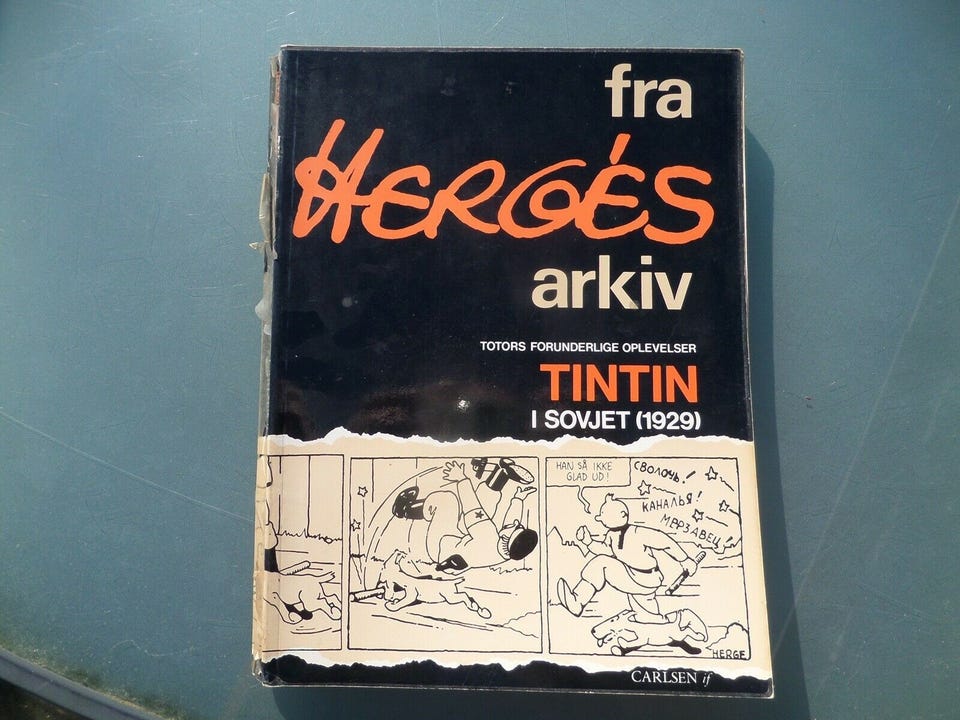 fra
HERGÉS
arkiv
TOTORS FORUNDERLIGE OPLEVELSER
TINTIN
I SOVJET (1929)
HAN SÅ IKKE
GLAD UD!
СВОЛОЧЬ!
КАНАЛЬЯ!
МЕРЗАВЕЦ!
HERGE
CARLSEN if